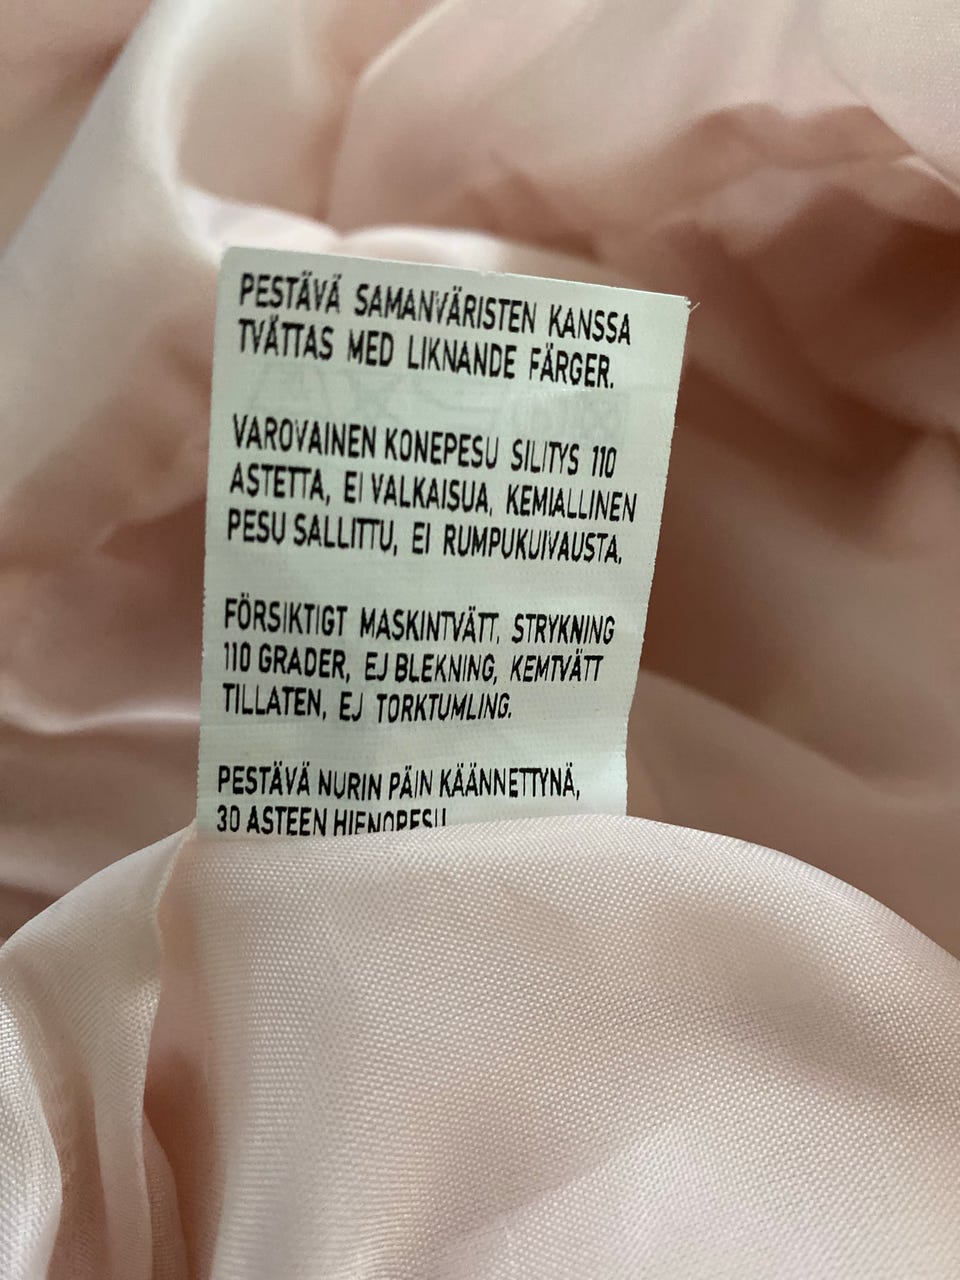 PESTÄVÄ SAMANVÄRISTEN KANSSA
TVÄTTAS MED LIKNANDE FÄRGER.
VAROVAINEN KONEPESU SILITYS 110
ASTETTA, EI VALKAISUA, KEMIALLINEN
PESU SALLITTU, EI RUMPUKUIVAUSTA.
FÖRSIKTIGT MASKINTVÄTT, STRYKNING
110 GRADER, EJ BLEKNING, KEMTVÄTT
TILLATEN, EJ TORKTUMLING.
PESTÄVÄ NURIN PÄIN KÄÄNNETTYNÄ,
30 ASTEEN HIENOPESU